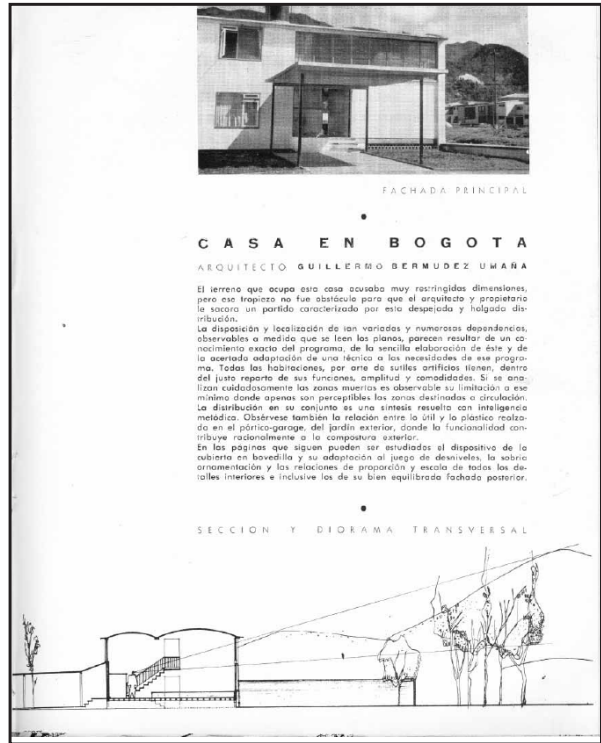 FACHADA PRINCIPAL
CASA EN BOGOTA
ARQUITECTO GUILLERMO BERMUDEZ UMAÑA
El terreno que ocupa esta casa acusaba muy restringidas dimensiones,
pero ese tropiezo no fue obstáculo para que el arquitecto y propietario
le sacara un partido caracterizado por esta despejada y holgada dis-
tribución.
La disposición y localización de tan variadas y numerosas dependencias,
observables a medida que se leen los planos, parecen resultar de un co-
nocimiento exacto del programa, de la sencilla elaboración de éste y de
la acertada adaptación de una técnica a las necesidades de ese progra-
ma. Todas las habitaciones, por arte de sutiles artificios tienen, dentro
del justo reparto de sus funciones, amplitud y comodidades. Si se ana-
lizan cuidadosamente las zonas muertas es observable su limitación a ese
mínimo donde apenas son perceptibles las zonas destinadas a circulación.
La distribución en su conjunto es una síntesis resuelta con inteligencia
metódica. Obsérvese también la relación entre lo útil y lo plástico realza-
da en el pórtico-garage, del jardín exterior, donde la funcionalidad con-
tribuye racionalmente a la compostura exterior.
En las páginas que siguen pueden ser estudiados el dispositivo de la
cubierta en bovedilla y su adaptación al juego de desniveles, la sobria
ornamentación y las relaciones de proporción y escala de todos los de-
talles interiores e inclusive los de su bien equilibrada fachada posterior.
SECCION Y DIORAMA TRANSVERSAL